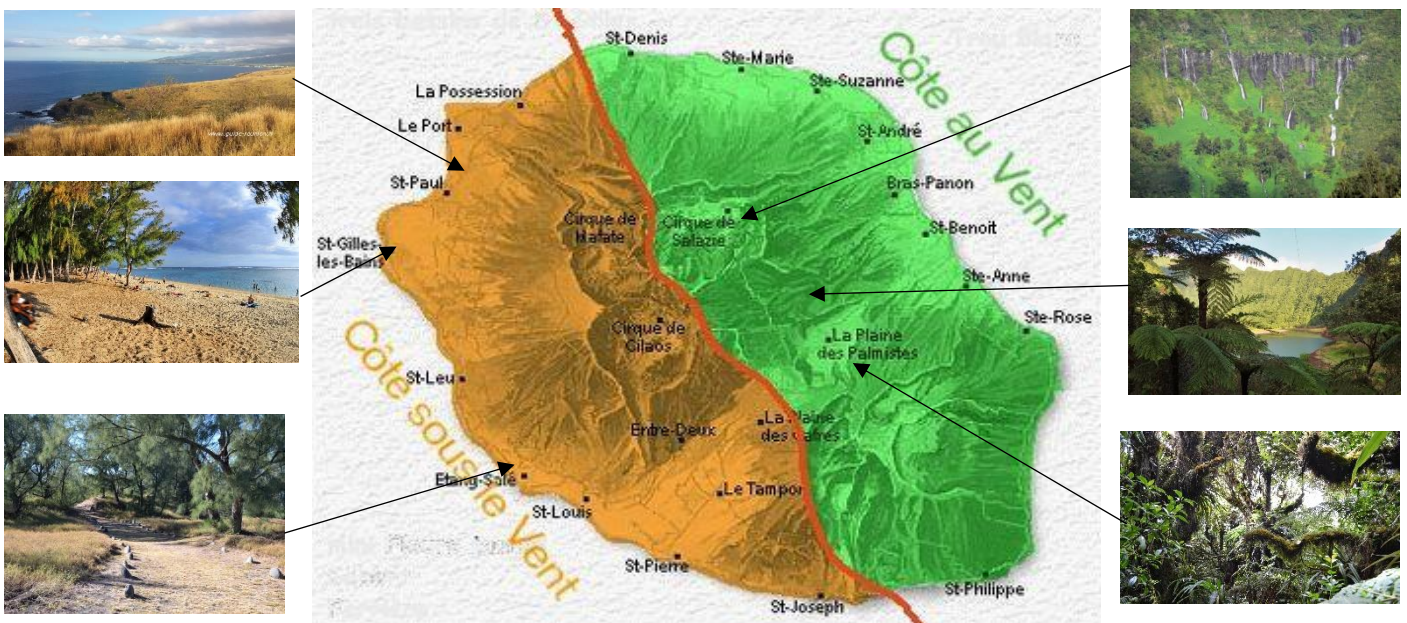 St-Denis
Ste-Marie
Ste-Suzanne
La Possession
Le Port
St-André
St-Paul
Bras-Panon
Cirque de
Mafate
Cirque de
Salazie
St-Benoit
St-Gilles-
les-Bains
Ste-Anne
Ste-Rose
Cirque de
Cilaos
La Plaine
des Palmistes
St-Leu
La Plaine
des Cafres
Entre-Deux
Etang-Salé
Le Tampon
St-Louis
St-Pierre
St-Joseph
St-Philippe
Côte au Vent
Côte sous le Vent